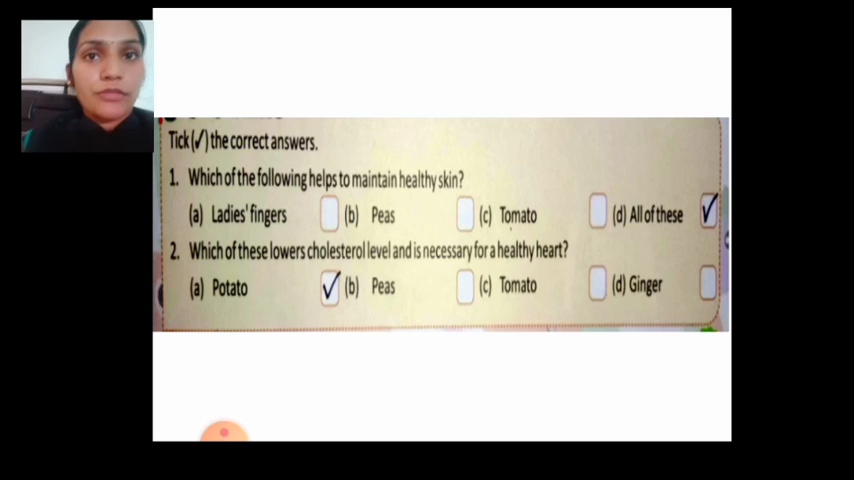 Tick (✓) the correct answers.
1. Which of the following helps to maintain healthy skin?
(a) Ladies' fingers (b) Peas (c) Tomato (d) All of these ✓
2. Which of these lowers cholesterol level and is necessary for a healthy heart?
(a) Potato ✓ (b) Peas (c) Tomato (d) Ginger